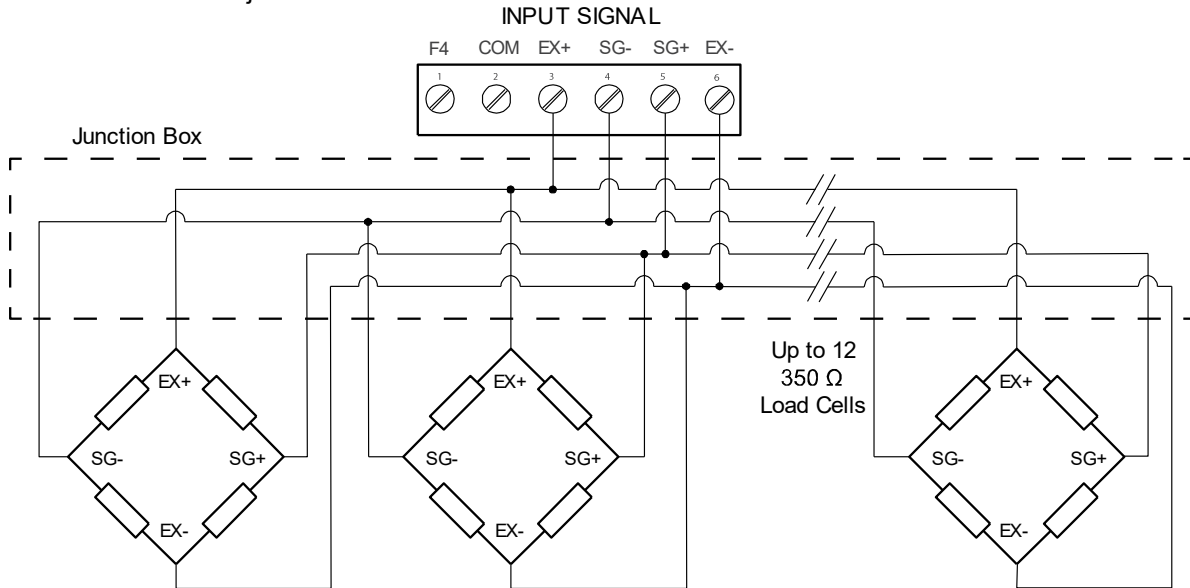 INPUT SIGNAL
F4 COM EX+ SG- SG+ EX-
1 2 3 4 5 6
Junction Box
Up to 12
350 Ω
Load Cells
EX+ EX+ EX+
SG- SG+ SG- SG+ SG- SG+
EX- EX- EX-